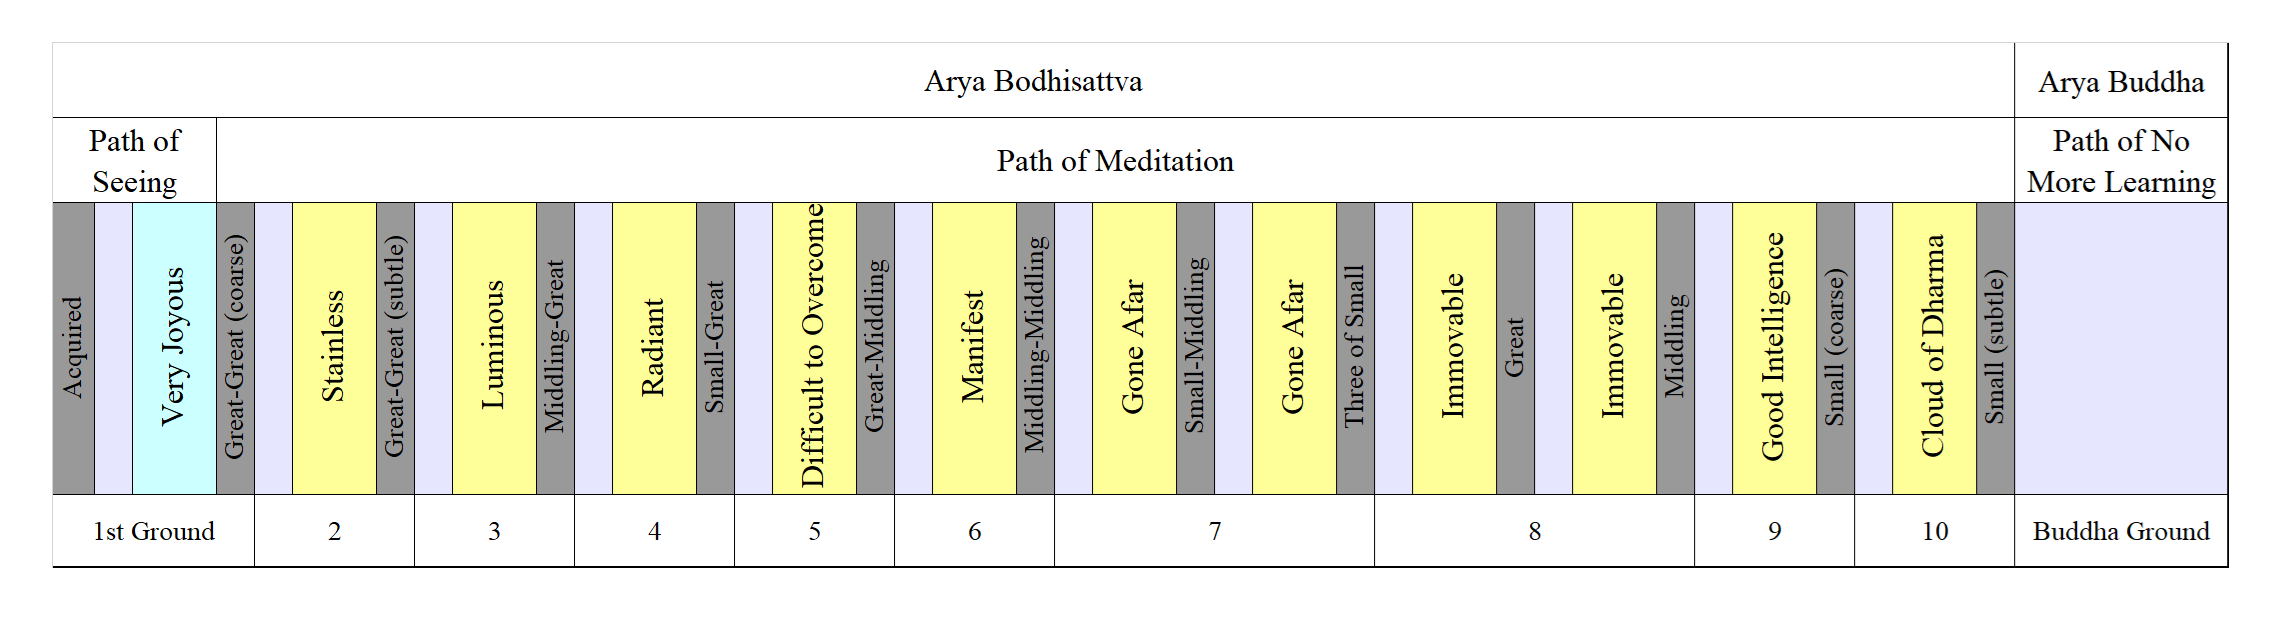 Arya Bodhisattva
Arya Buddha
Path of
Seeing
Path of Meditation
Path of No
More Learning
Acquired
Very Joyous
Great-Great (coarse)
Stainless
Great-Great (subtle)
Luminous
Middling-Great
Radiant
Small-Great
Difficult to Overcome
Great-Middling
Manifest
Middling-Middling
Gone Afar
Small-Middling
Gone Afar
Three of Small
Immovable
Great
Immovable
Middling
Good Intelligence
Small (coarse)
Cloud of Dharma
Small (subtle)
1st Ground
2
3
4
5
6
7
8
9
10
Buddha Ground